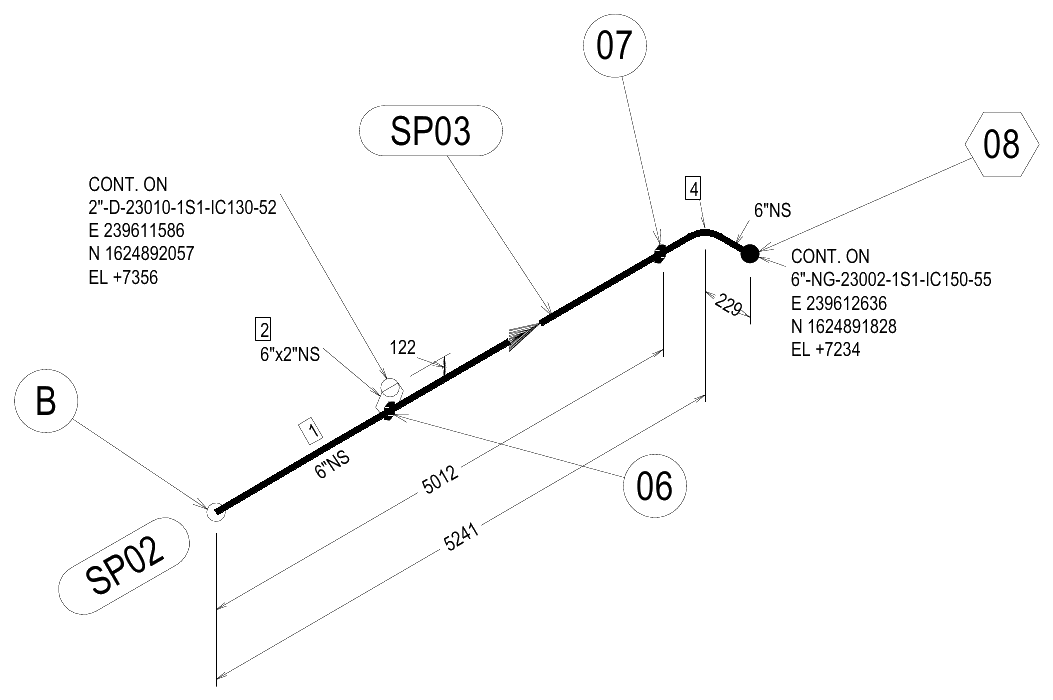 07
SP03
08
CONT. ON
2"-D-23010-1S1-IC130-52
E 239611586
N 1624892057
EL +7356
4
6"NS
CONT. ON
6"-NG-23002-1S1-IC150-55
E 239612636
N 1624891828
EL +7234
229
2
6"x2"NS
122
B
1
6"NS
5012
06
5241
SP02